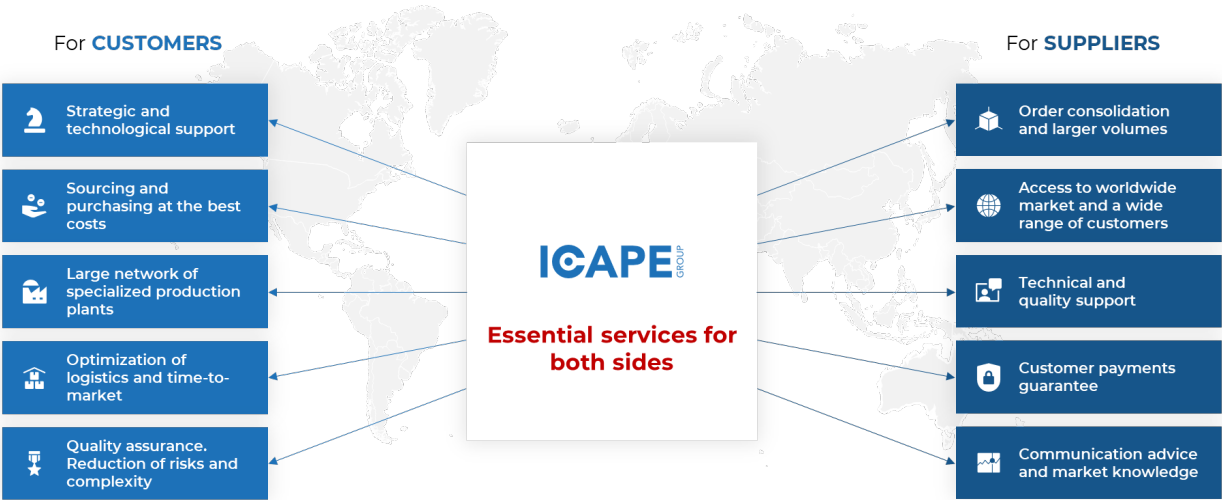 For CUSTOMERS
Strategic and
technological support
Sourcing and
purchasing at the best
costs
Large network of
specialized production
plants
Optimization of
logistics and time-to-
market
Quality assurance.
Reduction of risks and
complexity
ICAPE GROUP
Essential services for
both sides
For SUPPLIERS
Order consolidation
and larger volumes
Access to worldwide
market and a wide
range of customers
Technical and
quality support
Customer payments
guarantee
Communication advice
and market knowledge